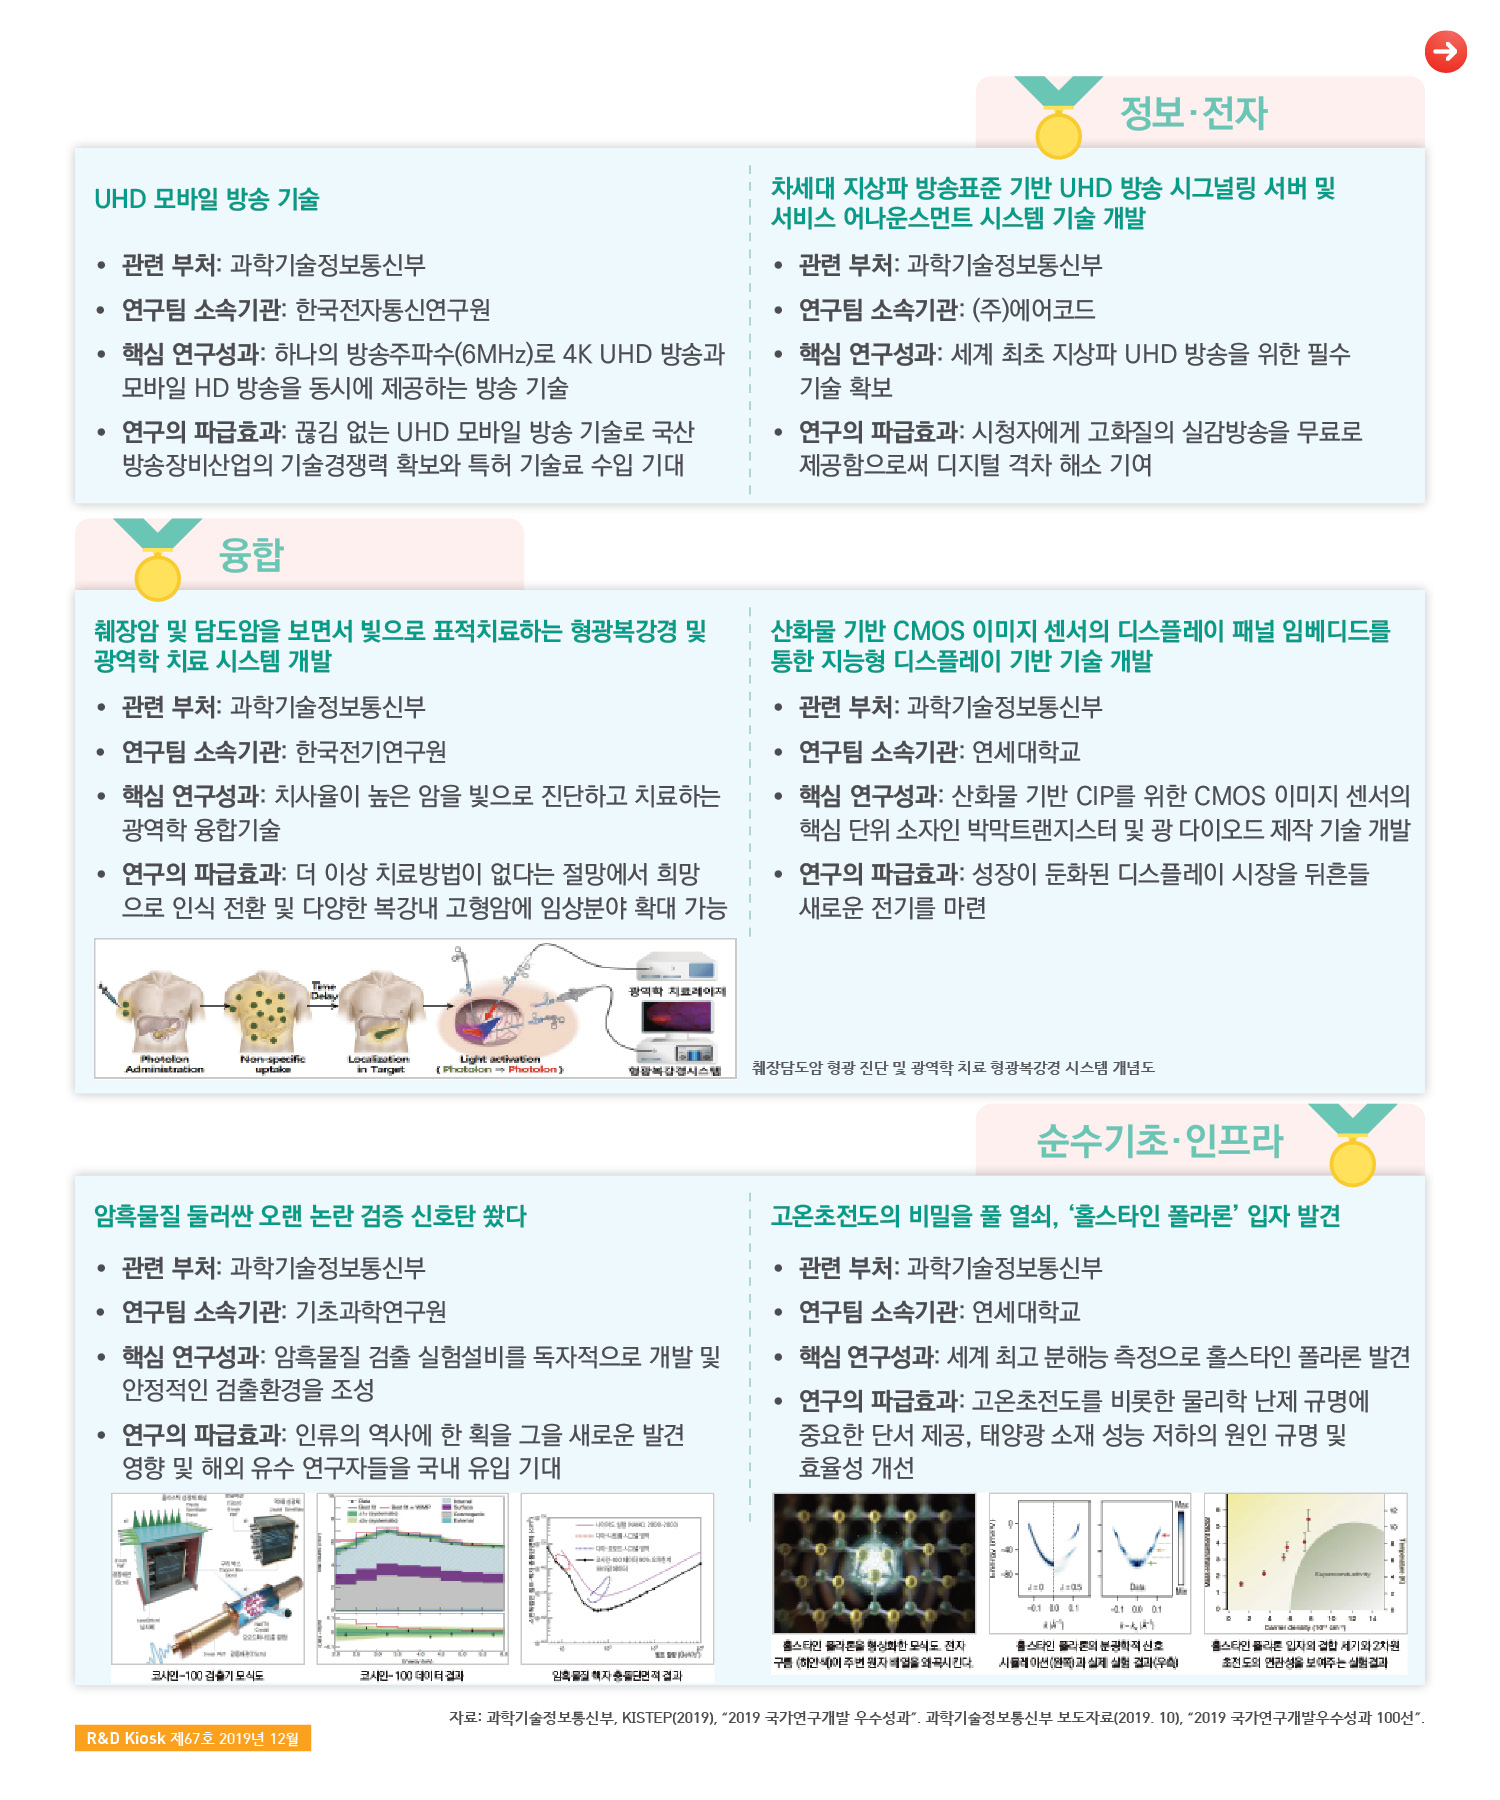 정보·전자
UHD 모바일 방송 기술
• 관련 부처: 과학기술정보통신부
• 연구팀 소속기관: 한국전자통신연구원
• 핵심 연구성과: 하나의 방송주파수(6MHz)로 4K UHD 방송과
모바일 HD 방송을 동시에 제공하는 방송 기술
• 연구의 파급효과: 끊김 없는 UHD 모바일 방송 기술로 국산
방송장비산업의 기술경쟁력 확보와 특허 기술료 수입 기대
차세대 지상파 방송표준 기반 UHD 방송 시그널링 서버 및
서비스 어나운스먼트 시스템 기술 개발
• 관련 부처: 과학기술정보통신부
• 연구팀 소속기관: (주)에어코드
• 핵심 연구성과: 세계 최초 지상파 UHD 방송을 위한 필수
기술 확보
• 연구의 파급효과: 시청자에게 고화질의 실감방송을 무료로
제공함으로써 디지털 격차 해소 기여
융합
췌장암 및 담도암을 보면서 빛으로 표적치료하는 형광복강경 및
광역학 치료 시스템 개발
• 관련 부처: 과학기술정보통신부
• 연구팀 소속기관: 한국전기연구원
• 핵심 연구성과: 치사율이 높은 암을 빛으로 진단하고 치료하는
광역학 융합기술
• 연구의 파급효과: 더 이상 치료방법이 없다는 절망에서 희망
으로 인식 전환 및 다양한 복강내 고형암에 임상분야 확대 가능
Photolon
Administration
Non-specific
uptake
Time
Delay
Localization
in Target
Light activation
( Photolon ⇒ Photolon )
광역학 치료레이저
형광복강경시스템
췌장담도암 형광 진단 및 광역학 치료 형광복강경 시스템 개념도
산화물 기반 CMOS 이미지 센서의 디스플레이 패널 임베디드를
통한 지능형 디스플레이 기반 기술 개발
• 관련 부처: 과학기술정보통신부
• 연구팀 소속기관: 연세대학교
• 핵심 연구성과: 산화물 기반 CIP를 위한 CMOS 이미지 센서의
핵심 단위 소자인 박막트랜지스터 및 광 다이오드 제작 기술 개발
• 연구의 파급효과: 성장이 둔화된 디스플레이 시장을 뒤흔들
새로운 전기를 마련
순수기초·인프라
암흑물질 둘러싼 오랜 논란 검증 신호탄 쐈다
• 관련 부처: 과학기술정보통신부
• 연구팀 소속기관: 기초과학연구원
• 핵심 연구성과: 암흑물질 검출 실험설비를 독자적으로 개발 및
안정적인 검출환경을 조성
• 연구의 파급효과: 인류의 역사에 한 획을 그을 새로운 발견
영향 및 해외 유수 연구자들을 국내 유입 기대
코사인-100 검출기 모식도
코사인-100 데이터 결과
암흑물질 핵자 충돌단면적 결과
고온초전도의 비밀을 풀 열쇠, ‘홀스타인 폴라론’ 입자 발견
• 관련 부처: 과학기술정보통신부
• 연구팀 소속기관: 연세대학교
• 핵심 연구성과: 세계 최고 분해능 측정으로 홀스타인 폴라론 발견
• 연구의 파급효과: 고온초전도를 비롯한 물리학 난제 규명에
중요한 단서 제공, 태양광 소재 성능 저하의 원인 규명 및
효율성 개선
홀스타인 폴라론을 형상화한 모식도. 전자
구름 (하얀색)이 주변 원자 배열을 왜곡시킨다.
Data
Max
Min
홀스타인 폴라론의 분광학적 신호
시뮬레이션(왼쪽)과 실제 실험 결과(우측)
Superconductivity
홀스타인 폴라론 입자의 결합 세기와 2차원
초전도의 연관성을 보여주는 실험결과
자료: 과학기술정보통신부, KISTEP(2019), “2019 국가연구개발 우수성과”. 과학기술정보통신부 보도자료(2019. 10), “2019 국가연구개발우수성과 100선”.
R&D Kiosk 제67호 2019년 12월